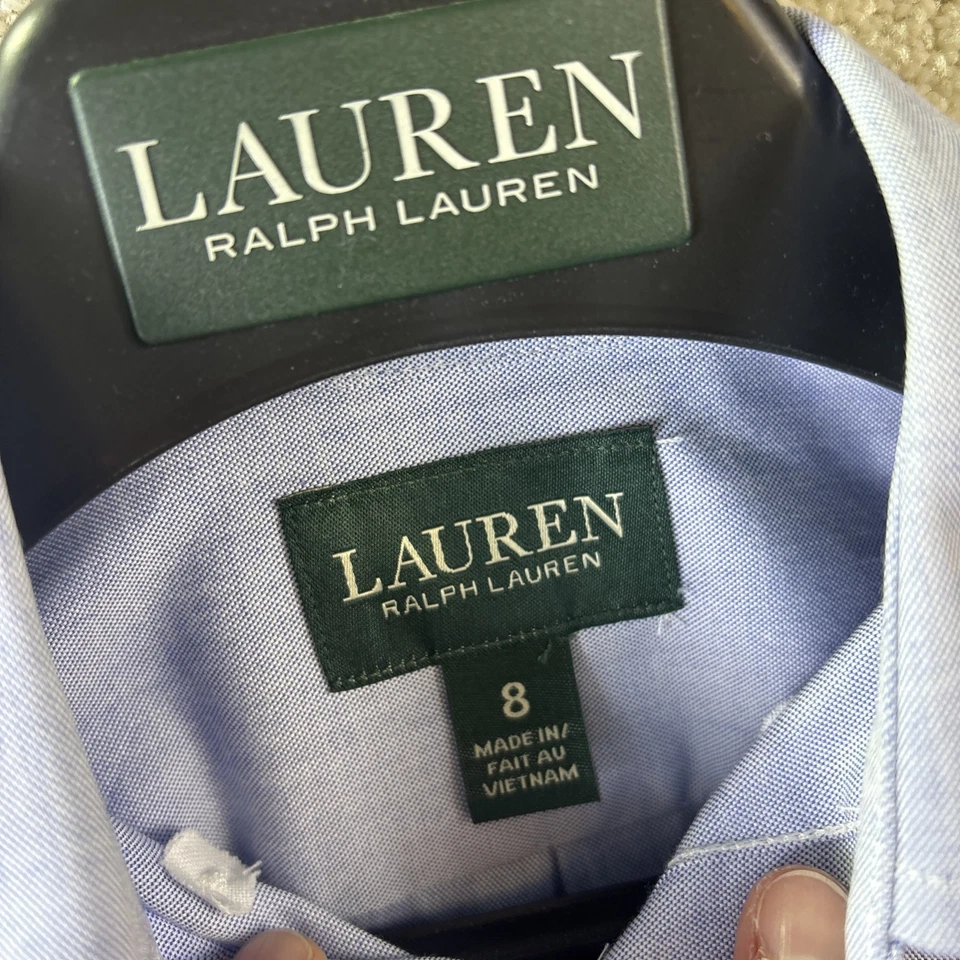 LAUREN
RALPH LAUREN
LAUREN
RALPH LAUREN
8
MADE IN/
FAIT AU
VIETNAM